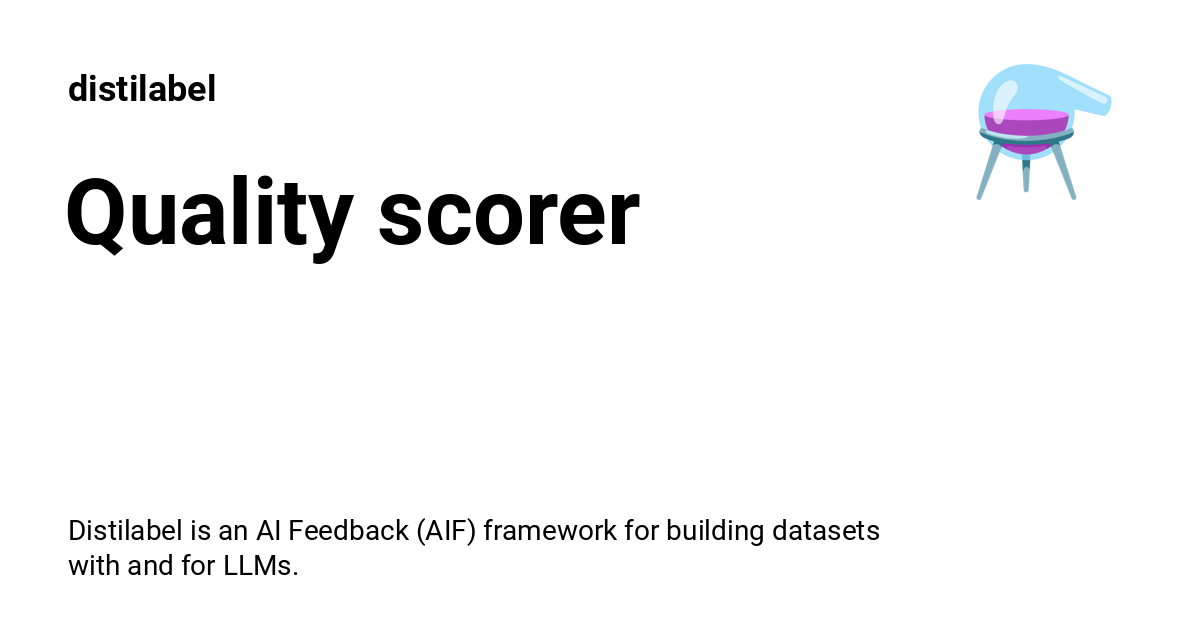 distilabel
Quality scorer
Distilabel is an AI Feedback (AIF) framework for building datasets
with and for LLMs.